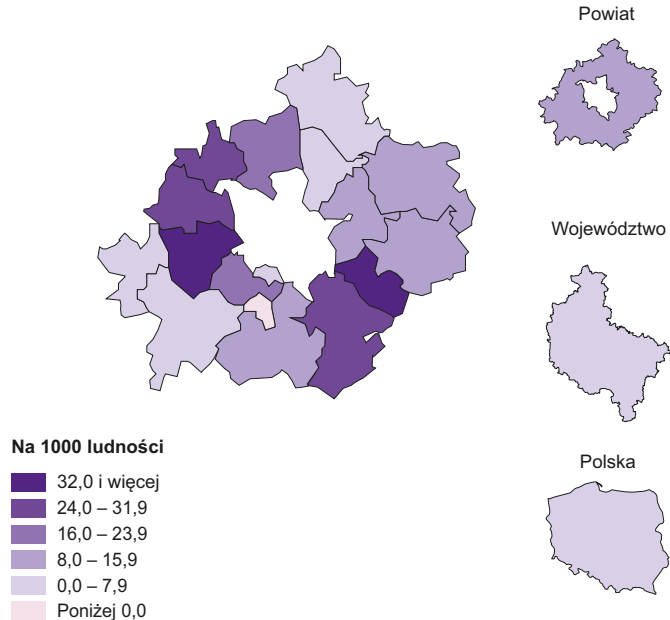 Powiat
Województwo
Polska
Na 1000 ludności
32,0 i więcej
24,0 – 31,9
16,0 – 23,9
8,0 – 15,9
0,0 – 7,9
Poniżej 0,0